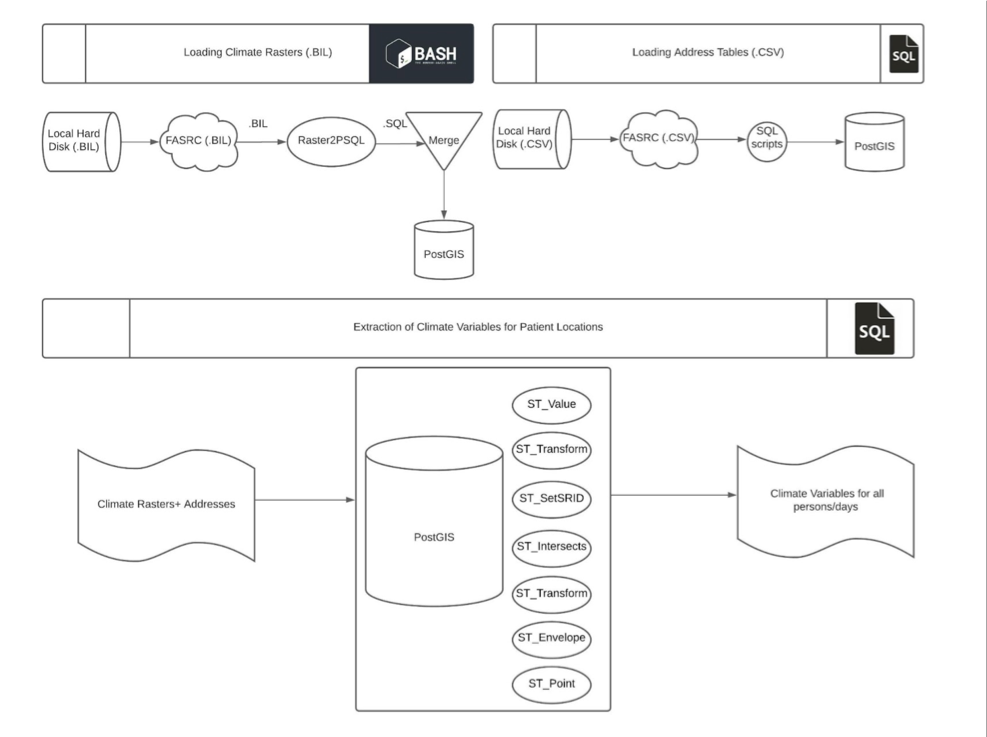 Loading Climate Rasters (.BIL)
BASH
Loading Address Tables (.CSV)
SQL
Local Hard
Disk (.BIL)
FASRC (.BIL)
.BIL
Raster2PSQL
.SQL
Merge
PostGIS
Local Hard
Disk (.CSV)
FASRC (.CSV)
SQL
scripts
PostGIS
Extraction of Climate Variables for Patient Locations
SQL
Climate Rasters+ Addresses
PostGIS
ST_Value
ST_Transform
ST_SetSRID
ST_Intersects
ST_Transform
ST_Envelope
ST_Point
Climate Variables for all
persons/days